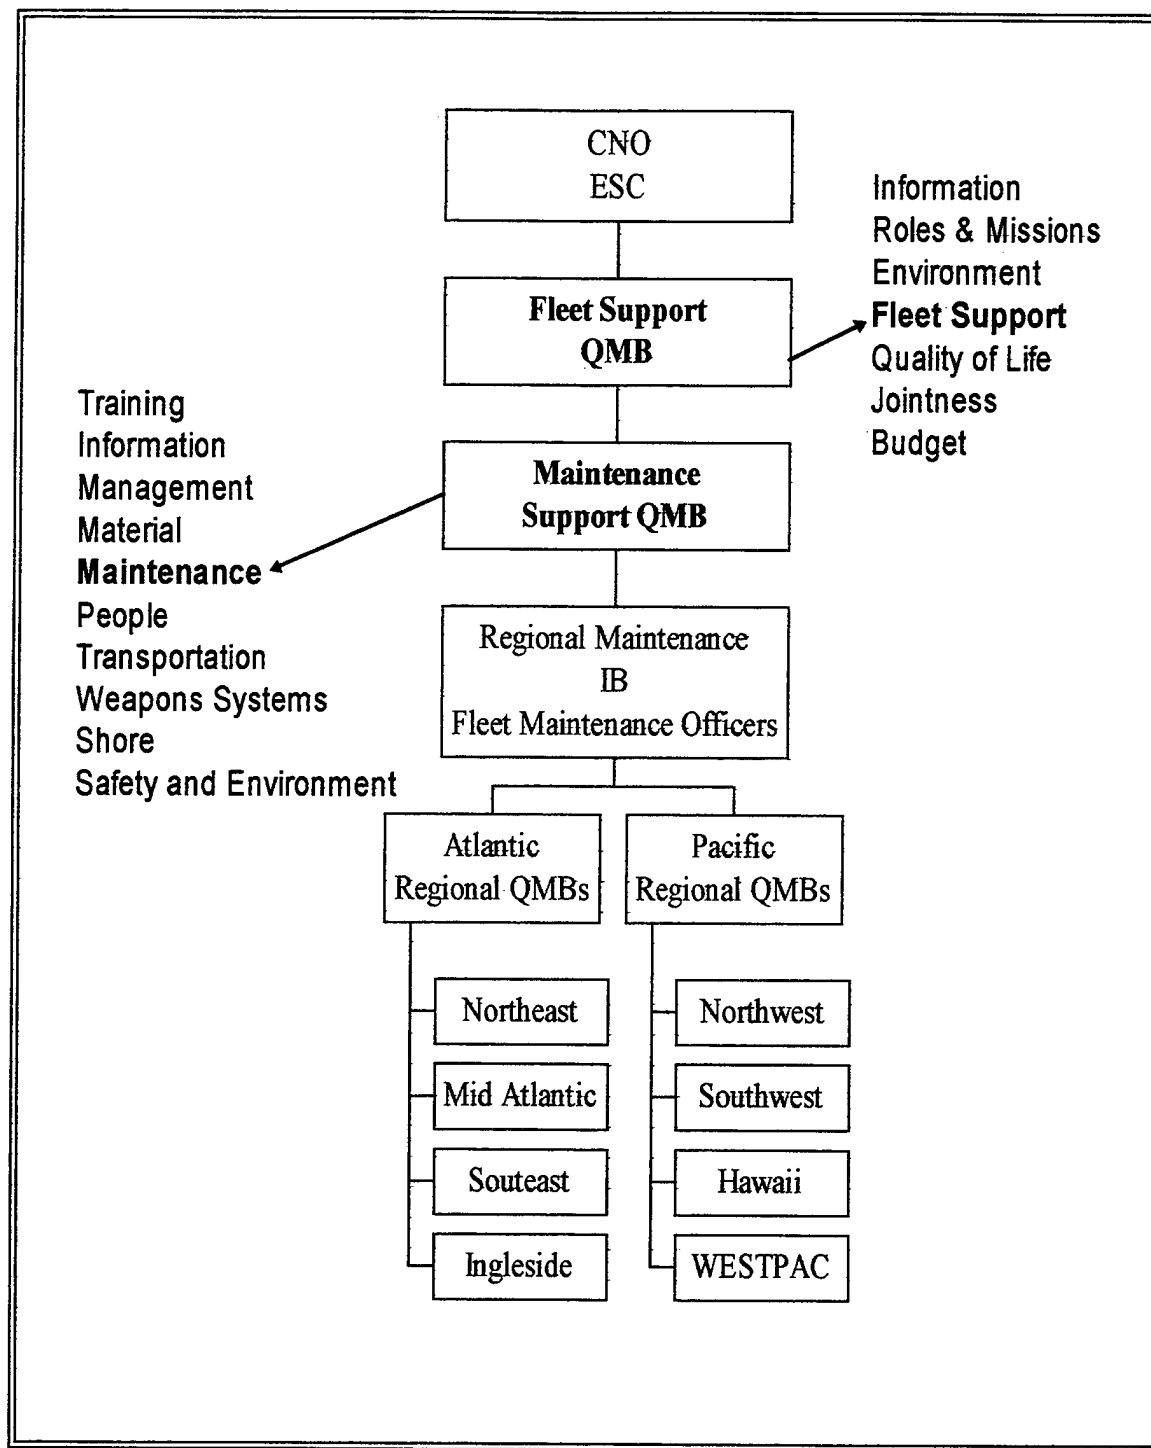 CNO
ESC
Information
Roles & Missions
Environment
Fleet Support
Quality of Life
Jointness
Budget
Fleet Support
QMB
Training
Information
Management
Material
Maintenance
People
Transportation
Weapons Systems
Shore
Safety and Environment
Maintenance
Support QMB
Regional Maintenance
IB
Fleet Maintenance Officers
Atlantic
Regional QMBs
Pacific
Regional QMBs
Northeast
Mid Atlantic
Souteast
Ingleside
Northwest
Southwest
Hawaii
WESTPAC